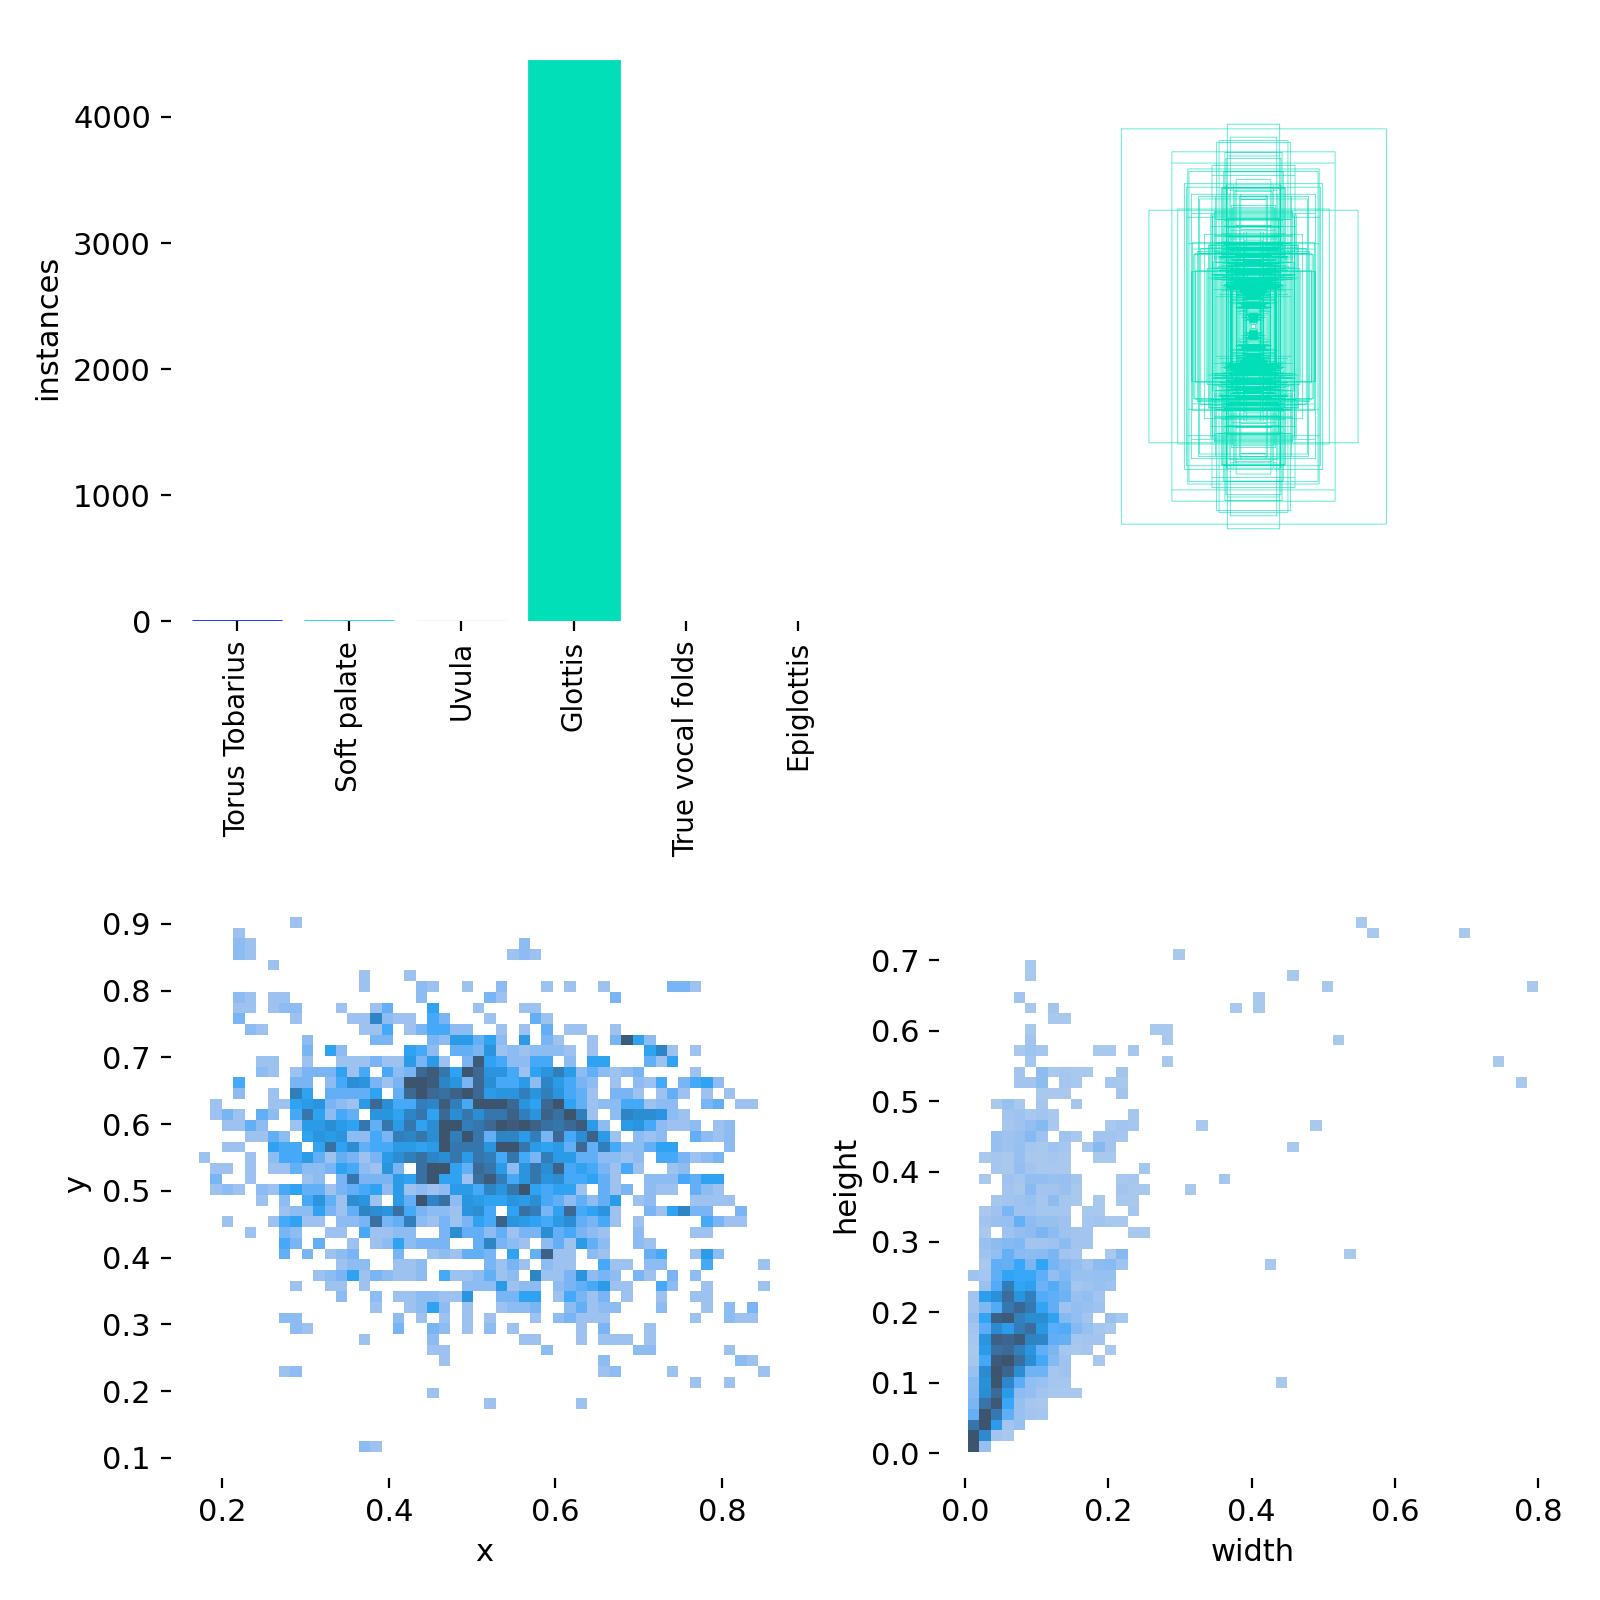 instances
4000
3000
2000
1000
0
Torus Tobarius
Soft palate
Uvula
Glottis
True vocal folds
Epiglottis
y
0.9
0.8
0.7
0.6
0.5
0.4
0.3
0.2
0.1
0.2 0.4 0.6 0.8
x
height
0.7
0.6
0.5
0.4
0.3
0.2
0.1
0.0
0.0 0.2 0.4 0.6 0.8
width